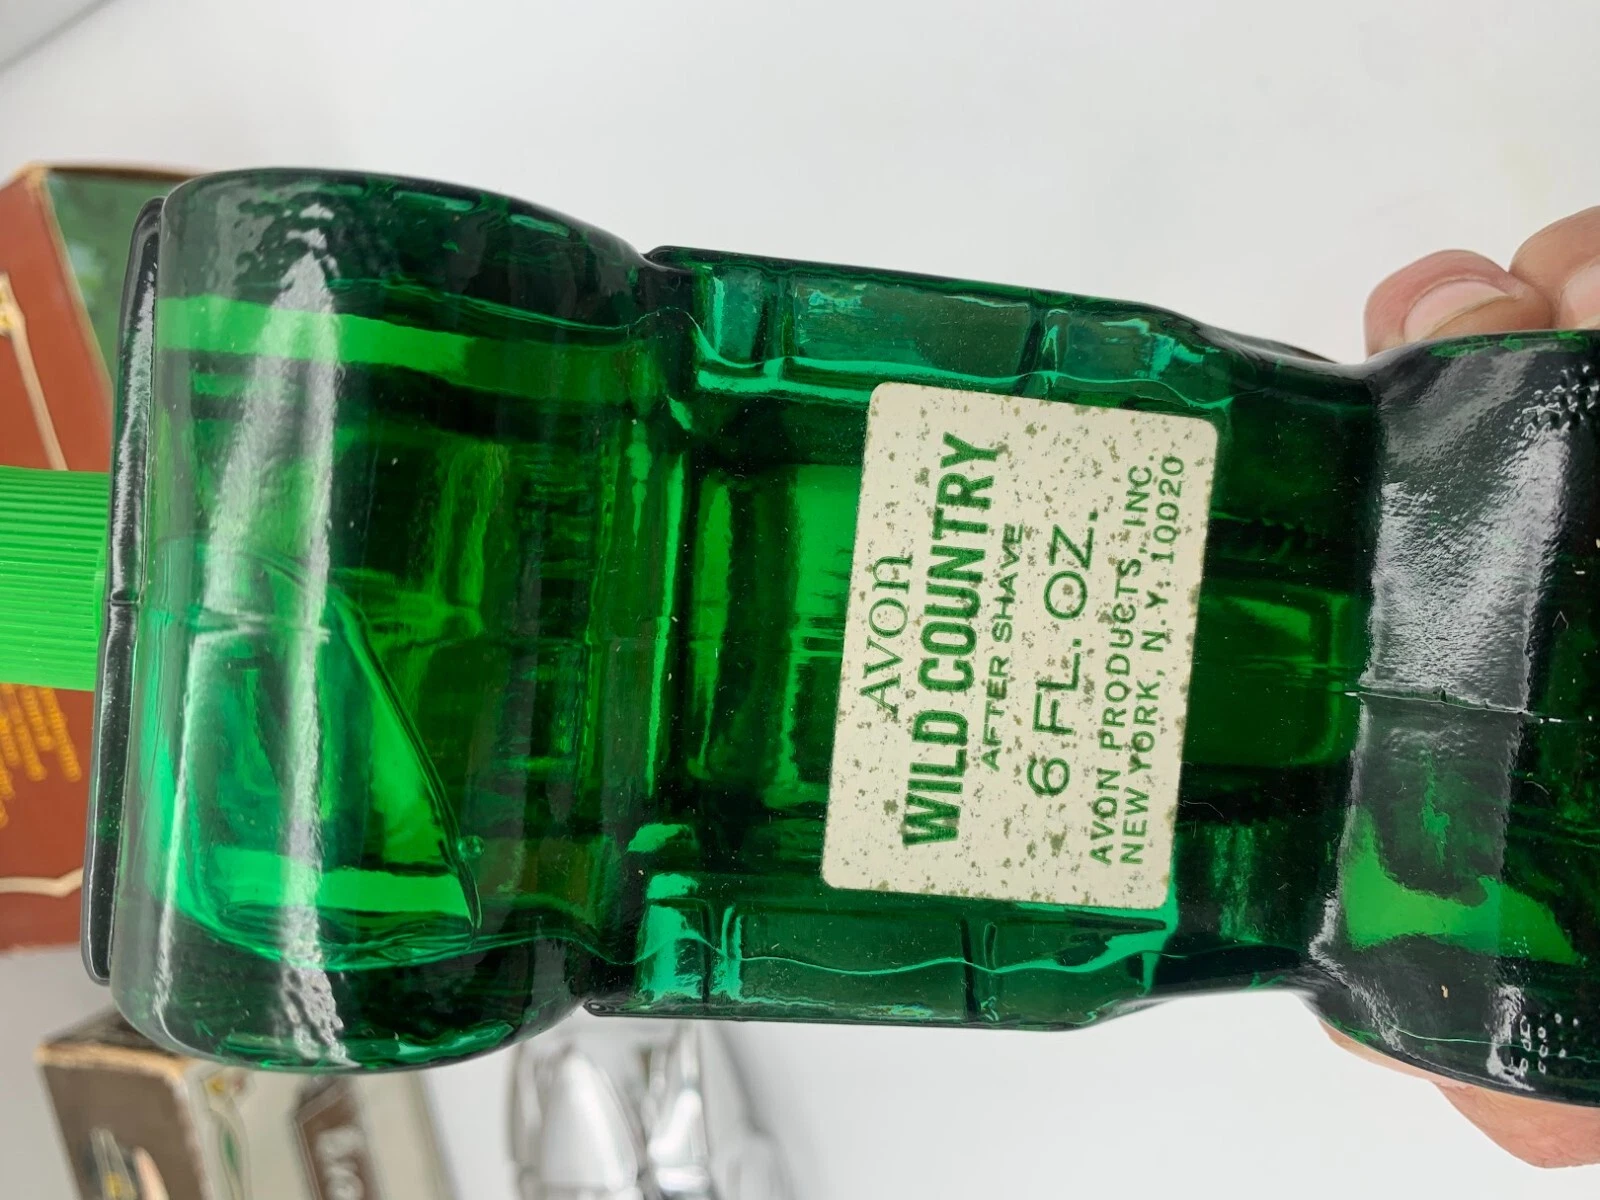 AVON
WILD COUNTRY
AFTER SHAVE
6 FL. OZ.
AVON PRODUCTS, INC.
NEW YORK, N.Y. 10020